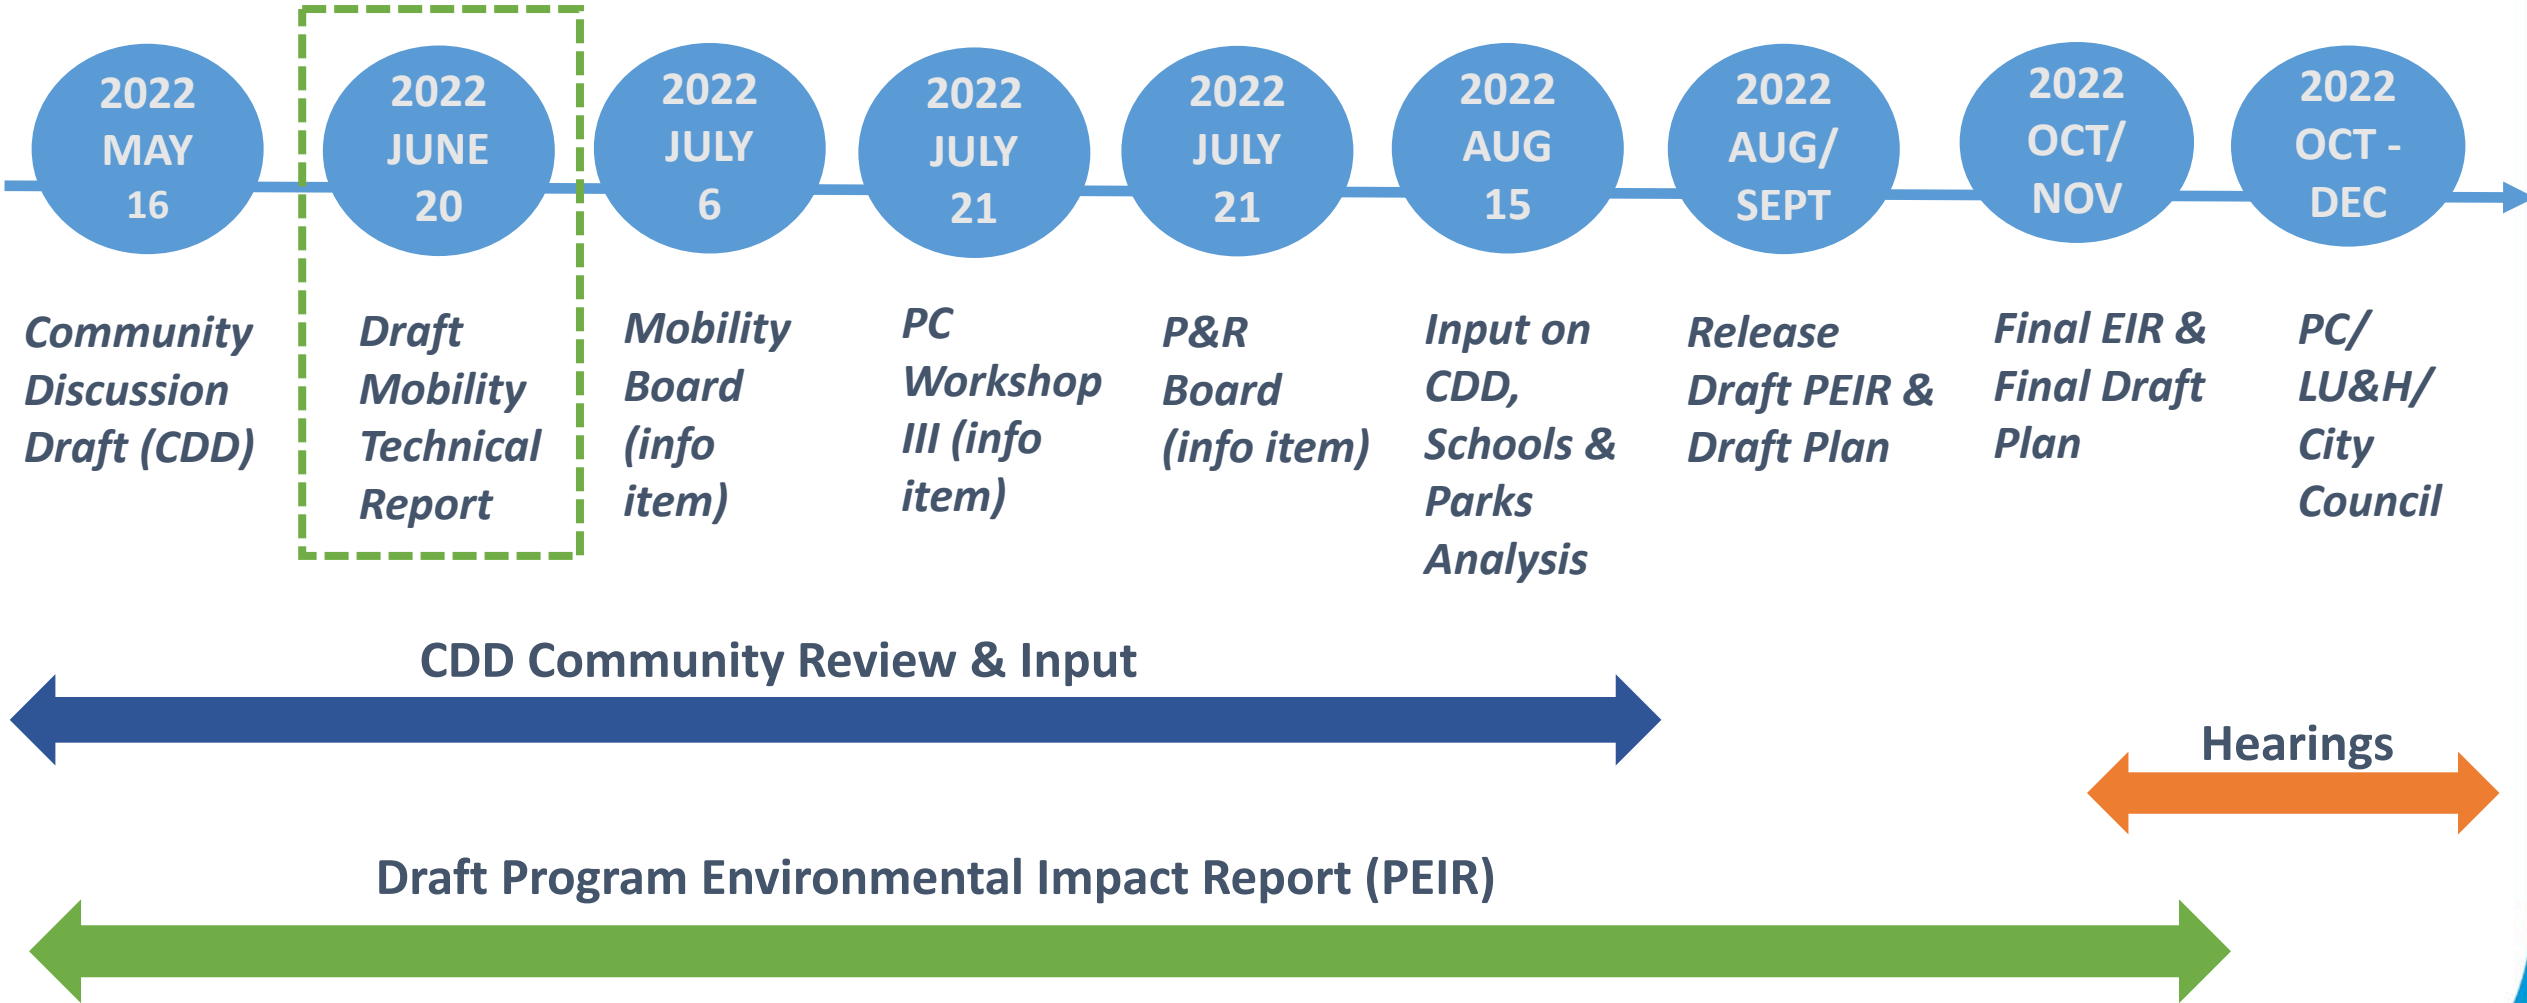 2022
MAY
16
2022
JUNE
20
2022
JULY
6
2022
JULY
21
2022
JULY
21
2022
AUG
15
2022
AUG/
SEPT
2022
OCT/
NOV
2022
OCT -
DEC
Community
Discussion
Draft (CDD)
Draft
Mobility
Technical
Report
Mobility
Board
(info
item)
PC
Workshop
III (info
item)
P&R
Board
(info item)
Input on
CDD,
Schools &
Parks
Analysis
Release
Draft PEIR &
Draft Plan
Final EIR &
Final Draft
Plan
PC/
LU&H/
City
Council
CDD Community Review & Input
Hearings
Draft Program Environmental Impact Report (PEIR)